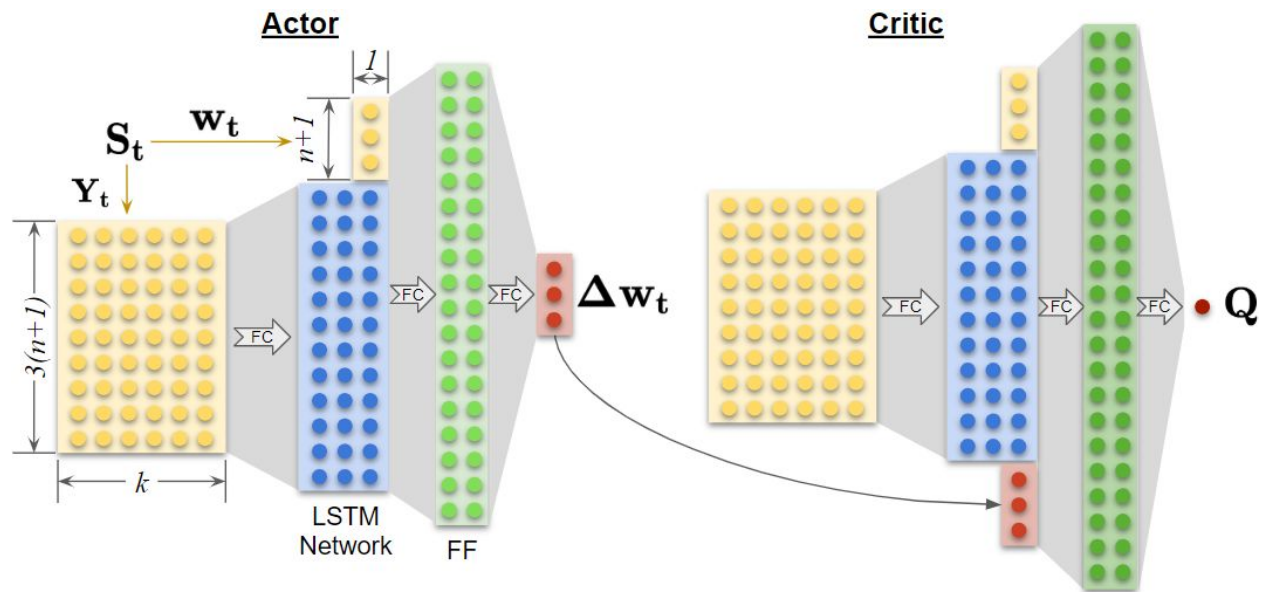 Actor
Critic
1
n+1
w_t
S_t
Y_t
3(n+1)
k
FC
FC
FC
Δw_t
LSTM
Network
FF
FC
FC
FC
Q